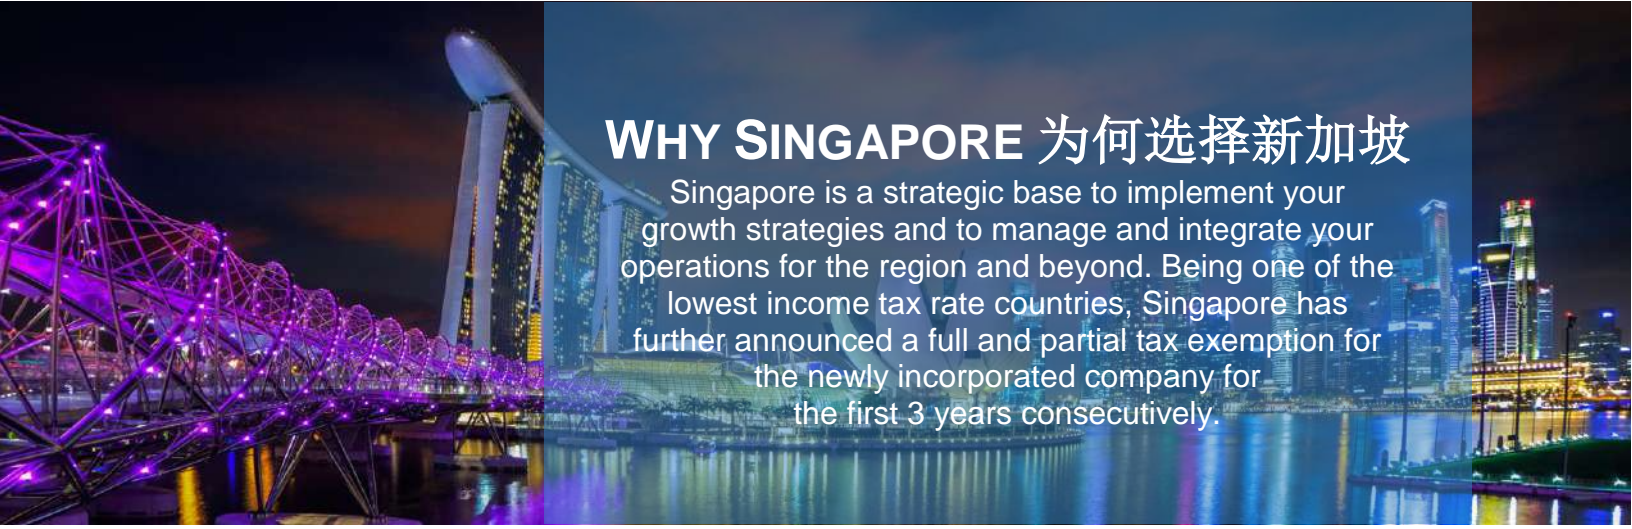 WHY SINGAPORE 为何选择新加坡
Singapore is a strategic base to implement your
growth strategies and to manage and integrate your
operations for the region and beyond. Being one of the
lowest income tax rate countries, Singapore has
further announced a full and partial tax exemption for
the newly incorporated company for
the first 3 years consecutively.